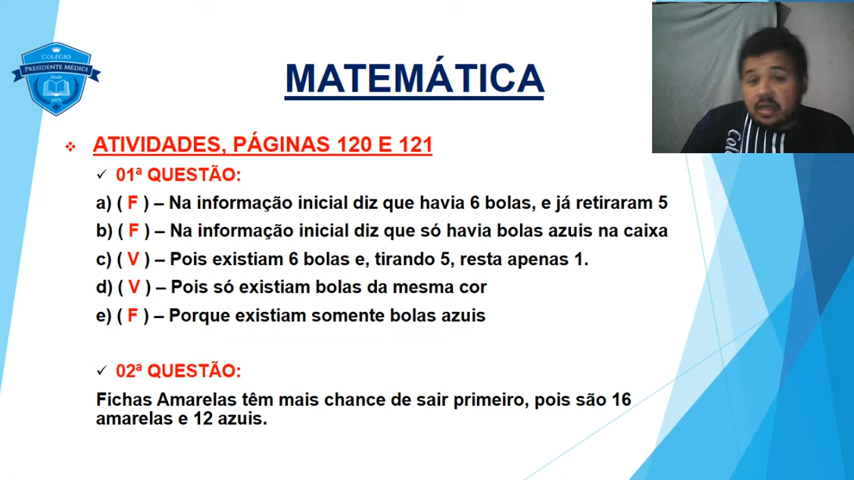 COLÉGIO
PRESIDENTE MÉDICI
MATEMÁTICA
ATIVIDADES, PÁGINAS 120 E 121
01ª QUESTÃO:
a) ( F ) – Na informação inicial diz que havia 6 bolas, e já retiraram 5
b) ( F ) – Na informação inicial diz que só havia bolas azuis na caixa
c) ( V ) – Pois existiam 6 bolas e, tirando 5, resta apenas 1.
d) ( V ) – Pois só existiam bolas da mesma cor
e) ( F ) – Porque existiam somente bolas azuis
02ª QUESTÃO:
Fichas Amarelas têm mais chance de sair primeiro, pois são 16
amarelas e 12 azuis.